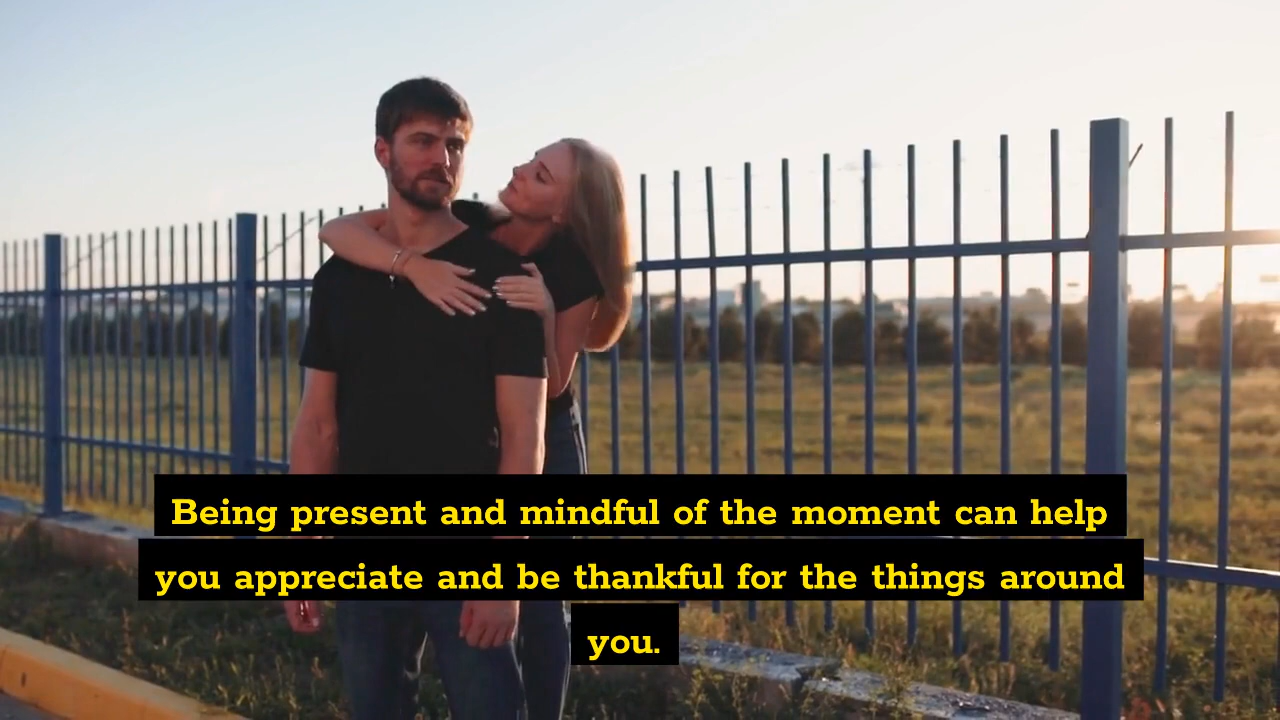 Being present and mindful of the moment can help
you appreciate and be thankful for the things around
you.